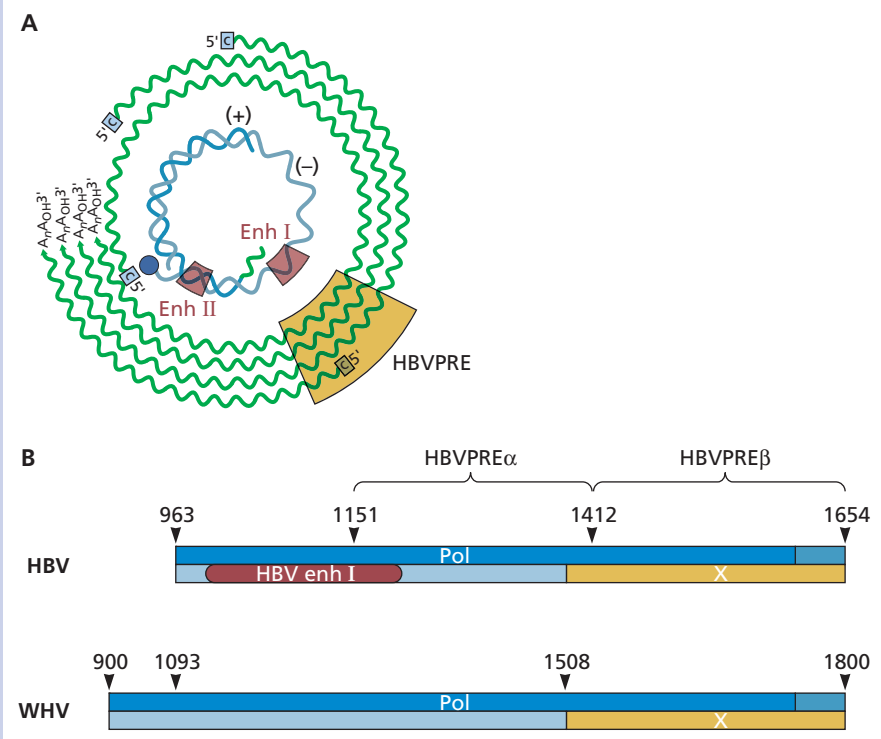 A
5' C
(+)
5' C
(–)
AnAOH3'
AnAOH3'
AnAOH3'
AnAOH3'
Enh I
C 5'
Enh II
C 5'
HBVPRE
B
HBVPREα HBVPREβ
963 1151 1412 1654
HBV
Pol
HBV enh I X
900 1093 1508 1800
WHV
Pol
X